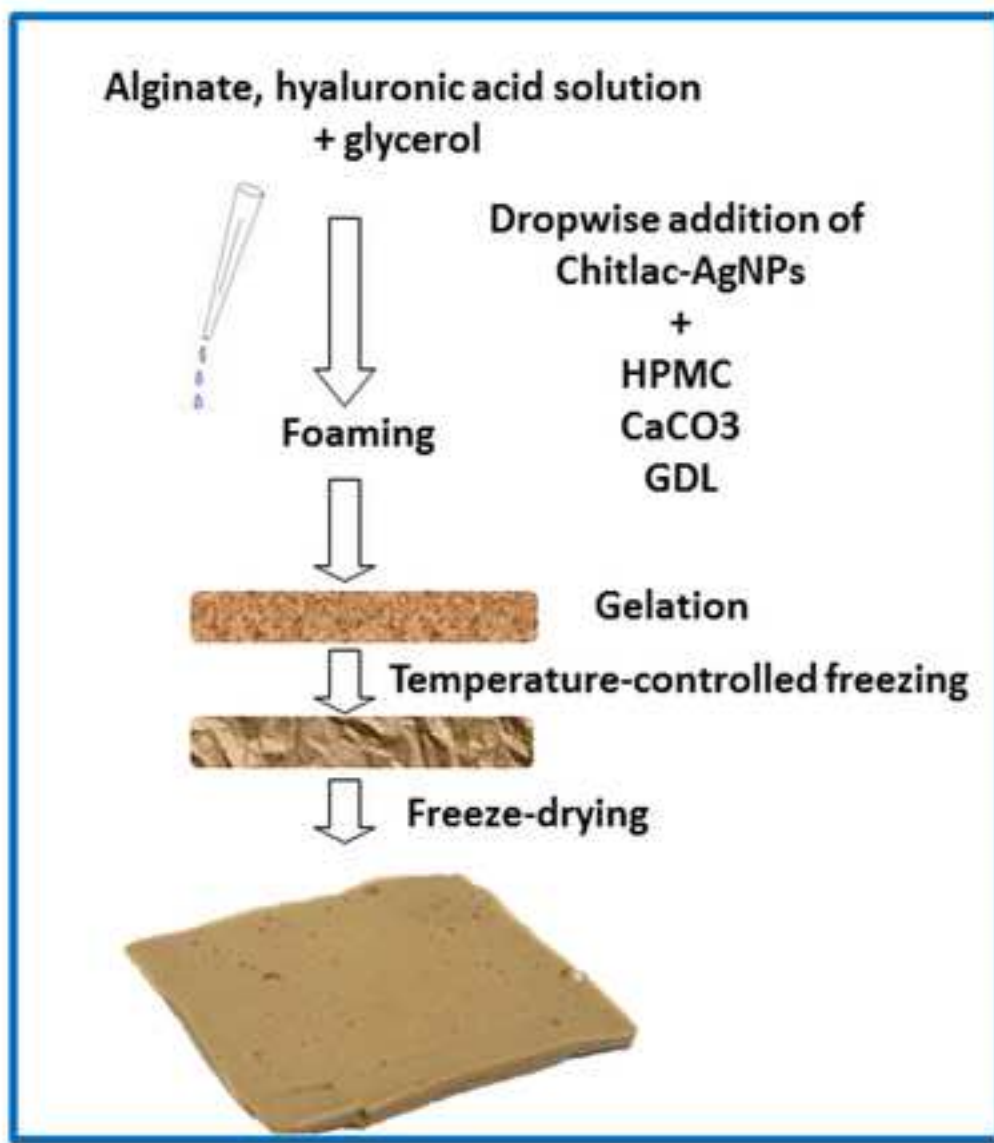 Alginate, hyaluronic acid solution
+ glycerol
Dropwise addition of
Chitlac-AgNPs
+
HPMC
CaCO3
GDL
Foaming
Gelation
Temperature-controlled freezing
Freeze-drying